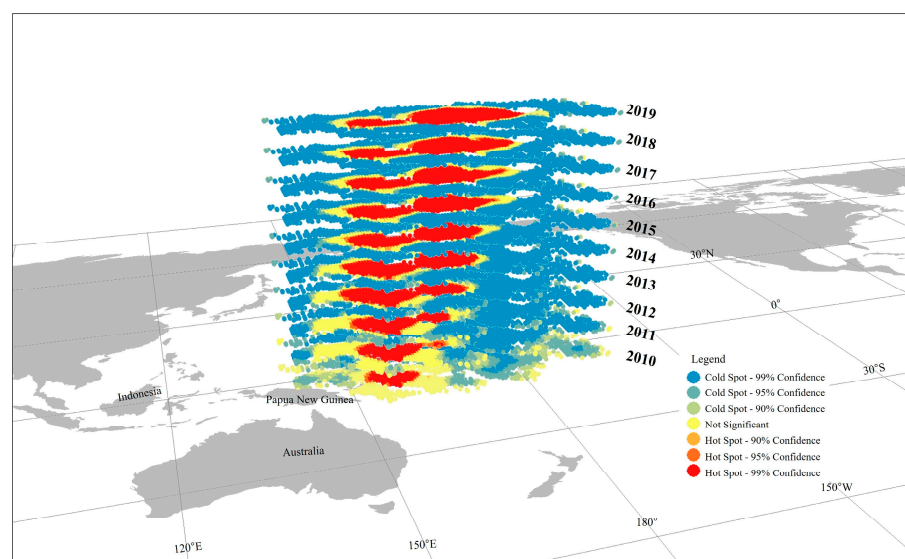 2019
2018
2017
2016
2015
2014
2013
2012
2011
2010
30°N
0°
30°S
150°W
180°
150°E
120°E
Indonesia
Papua New Guinea
Australia
Legend
Cold Spot - 99% Confidence
Cold Spot - 95% Confidence
Cold Spot - 90% Confidence
Not Significant
Hot Spot - 90% Confidence
Hot Spot - 95% Confidence
Hot Spot - 99% Confidence